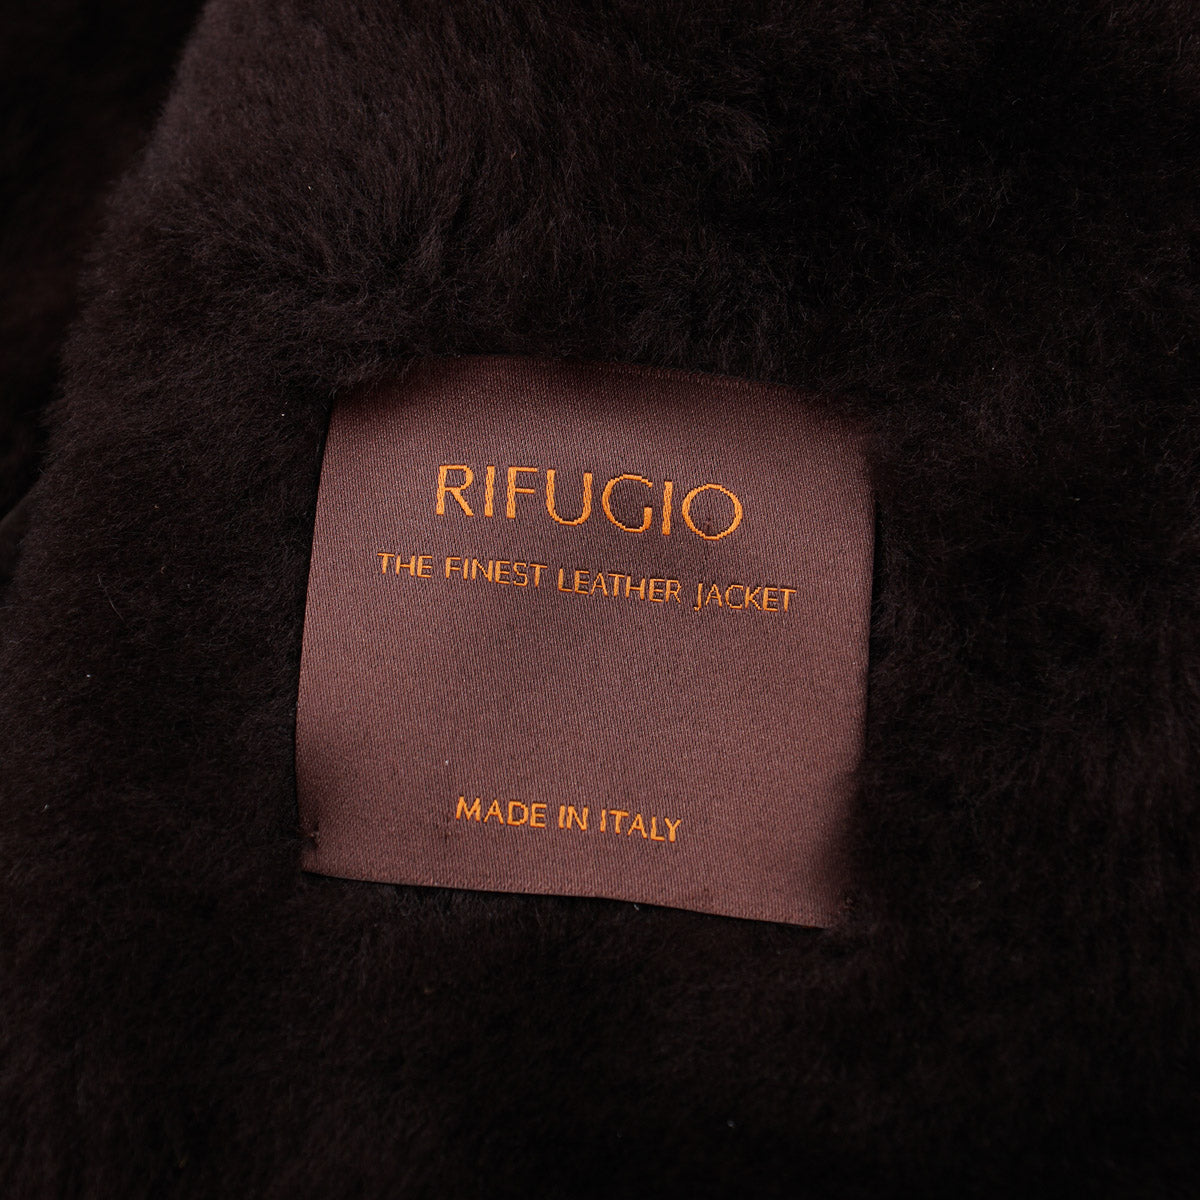 RIFUGIO
THE FINEST LEATHER JACKET
MADE IN ITALY